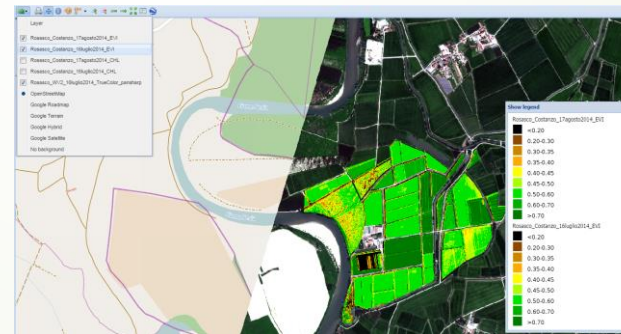 Layer
Rosasco_Costanzo_17agosto2014_EVI
Rosasco_Costanzo_16luglio2014_EVI
Rosasco_Costanzo_17agosto2014_CHL
Rosasco_Costanzo_16luglio2014_CHL
Rosasco_WV2_16luglio2014_TrueColor_pansharp
OpenStreetMap
Google Roadmap
Google Terrain
Google Hybrid
Google Satellite
No background
Show legend
Rosasco_Costanzo_17agosto2014_EVI
<0.20
0.20-0.30
0.30-0.35
0.35-0.40
0.40-0.45
0.45-0.50
0.50-0.60
0.60-0.70
>0.70
Rosasco_Costanzo_16luglio2014_EVI
<0.20
0.20-0.30
0.30-0.35
0.35-0.40
0.40-0.45
0.45-0.50
0.50-0.60
0.60-0.70
>0.70